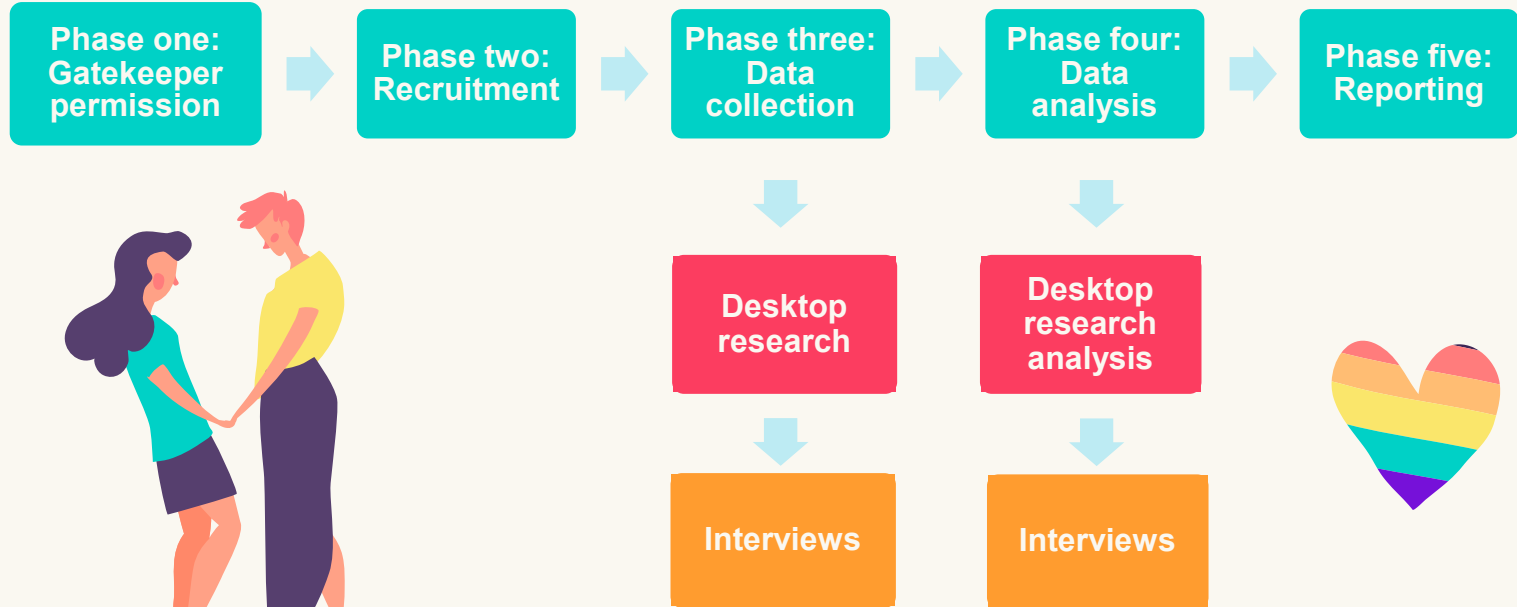 Phase one:
Gatekeeper
permission
Phase two:
Recruitment
Phase three:
Data
collection
Phase four:
Data
analysis
Phase five:
Reporting
Desktop
research
Desktop
research
analysis
Interviews
Interviews